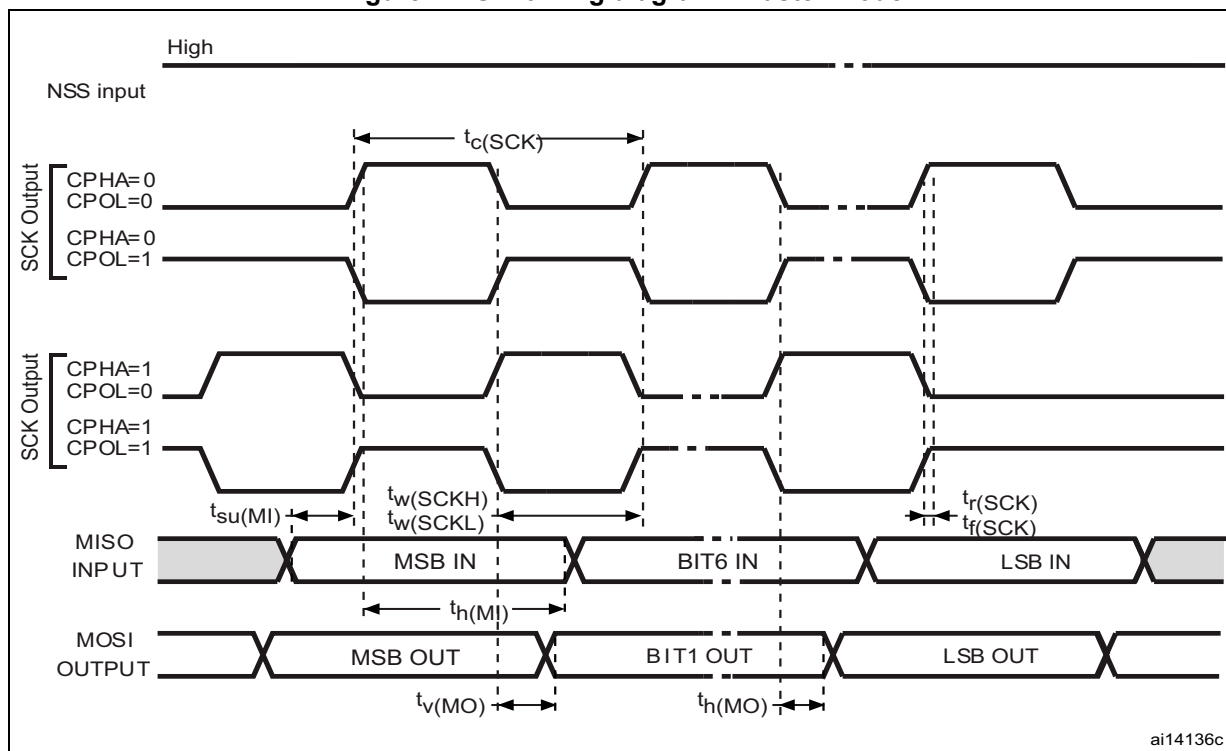 High
NSS input
tc(SCK)
SCK Output
CPHA=0
CPOL=0
CPHA=0
CPOL=1
SCK Output
CPHA=1
CPOL=0
CPHA=1
CPOL=1
tsu(MI)
tw(SCKH)
tw(SCKL)
tr(SCK)
tf(SCK)
MISO
INPUT
MSB IN
BIT6 IN
LSB IN
th(MI)
MOSI
OUTPUT
MSB OUT
BIT1 OUT
LSB OUT
tv(MO)
th(MO)
ai14136c